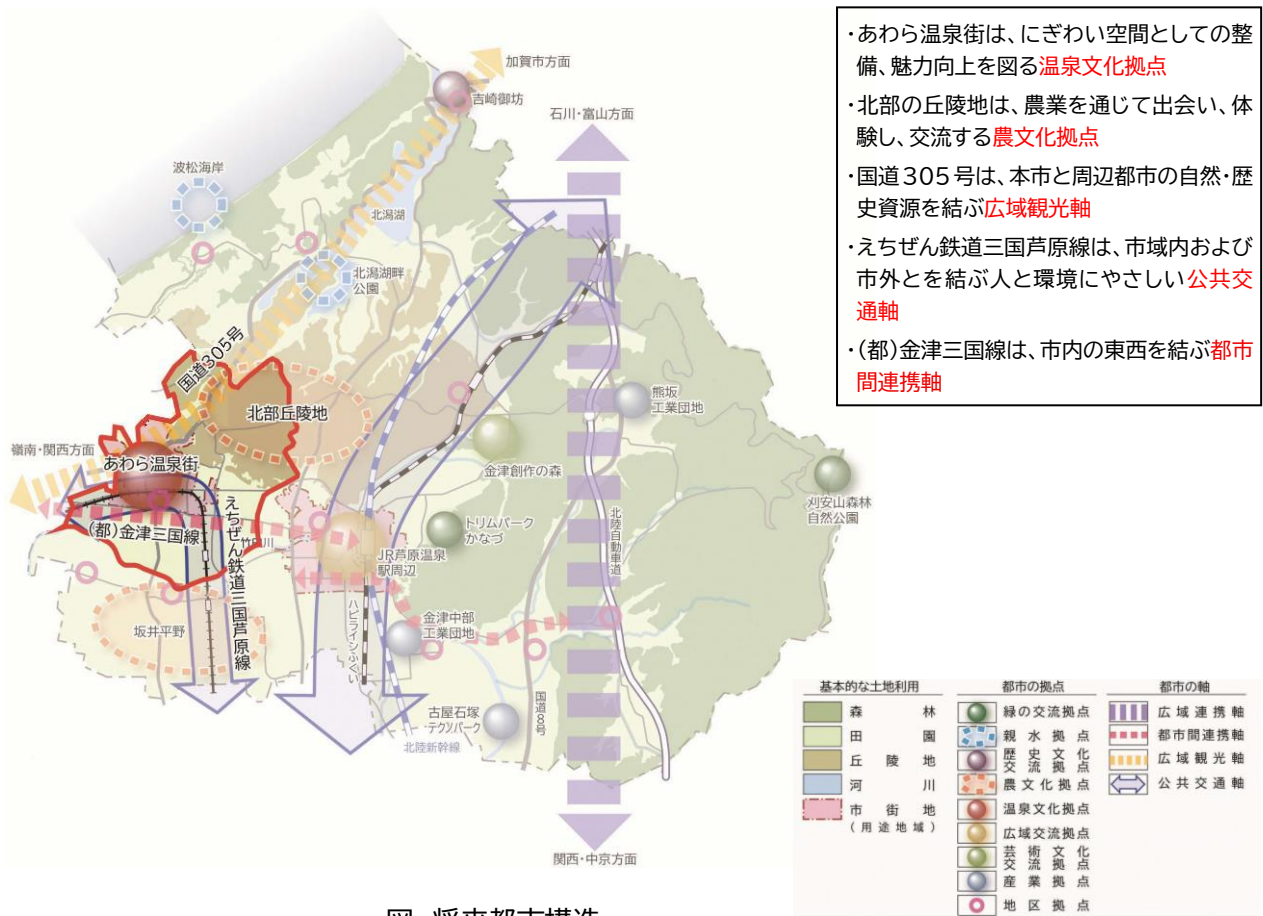 ・あわら温泉街は、にぎわい空間としての整
備、魅力向上を図る温泉文化拠点
・北部の丘陵地は、農業を通じて出会い、体
験し、交流する農文化拠点
・国道305号は、本市と周辺都市の自然・歴
史資源を結ぶ広域観光軸
・えちぜん鉄道三国芦原線は、市域内および
市外とを結ぶ人と環境にやさしい公共交
通軸
・(都)金津三国線は、市内の東西を結ぶ都市
間連携軸
加賀市方面
吉崎御坊
石川・富山方面
波松海岸
北潟湖
北潟湖畔
公園
国道305号
北部丘陵地
熊坂
工業団地
嶺南・関西方面
あわら温泉街
金津創作の森
刈安山森林
自然公園
(都)金津三国線
竹田川
えちぜん鉄道三国芦原線
トリムパーク
かなづ
北陸自動車道
JR芦原温泉
駅周辺
ハピラインふくい
金津中部
工業団地
坂井平野
国道8号
古屋石塚
テクノパーク
北陸新幹線
関西・中京方面
基本的な土地利用
森林
田園
丘陵地
河川
市街地
(用途地域)
都市の拠点
緑の交流拠点
親水拠点
歴史文化
交流拠点
農文化拠点
温泉文化拠点
広域交流拠点
芸術文化
交流拠点
産業拠点
地区拠点
都市の軸
広域連携軸
都市間連携軸
広域観光軸
公共交通軸